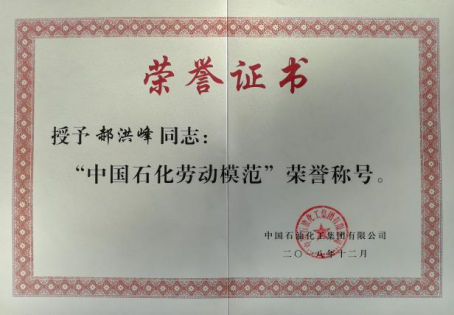 荣誉证书
授予郝洪峰同志：
“中国石化劳动模范”荣誉称号。
中国石油化工集团有限公司
二〇一八年十二月